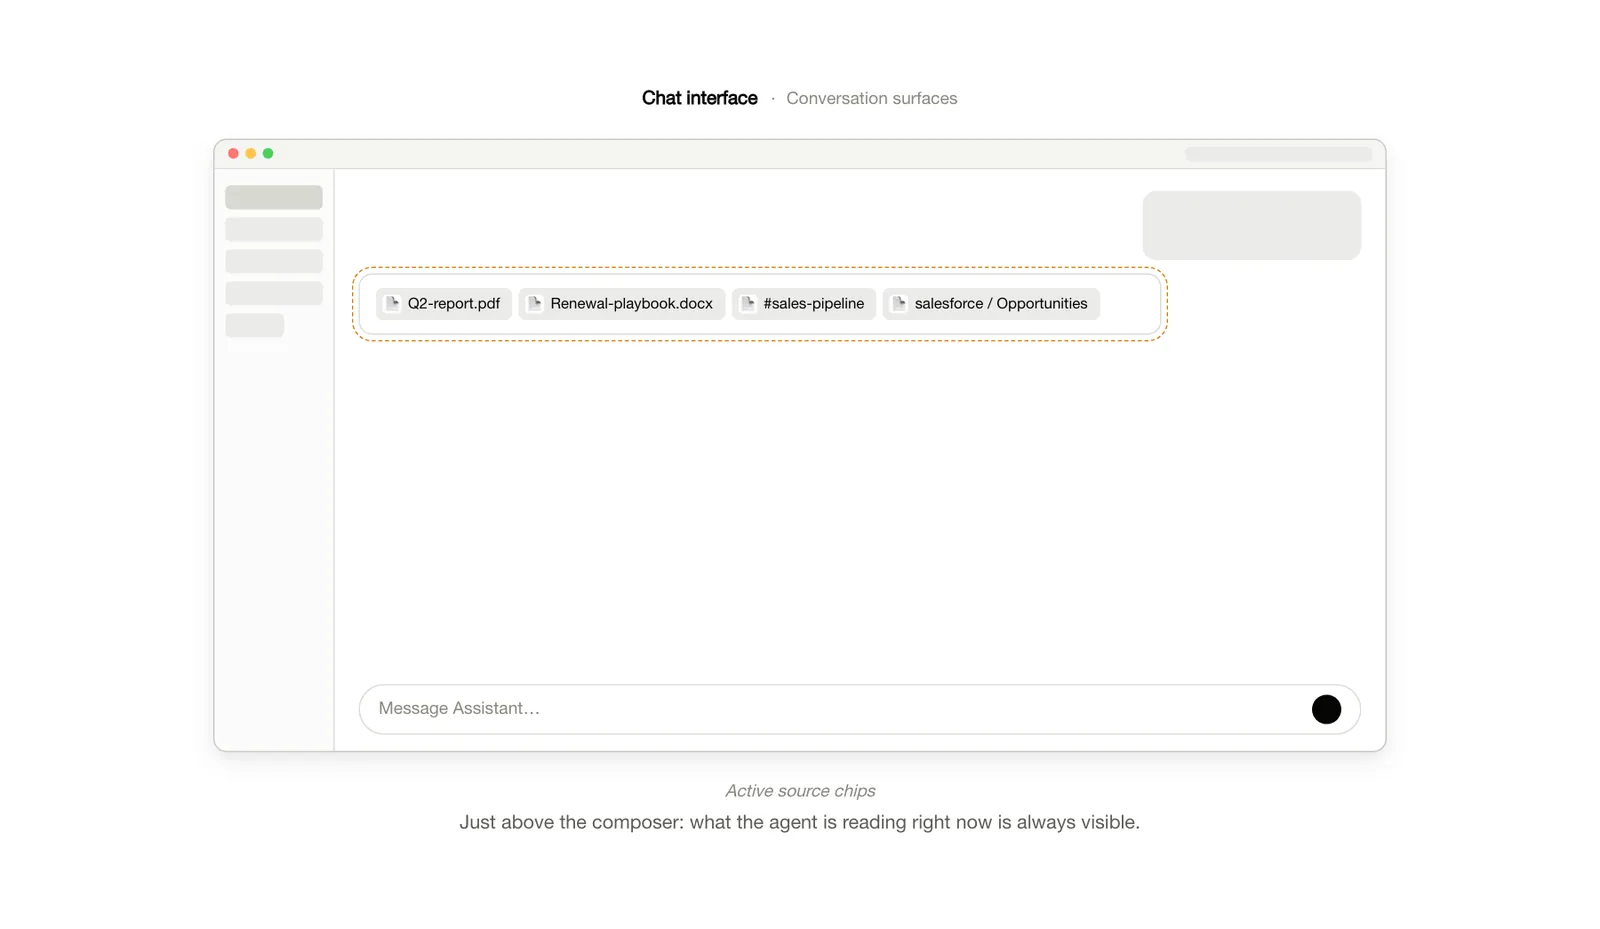 Chat interface · Conversation surfaces
Q2-report.pdf Renewal-playbook.docx #sales-pipeline salesforce / Opportunities
Message Assistant…
Active source chips
Just above the composer: what the agent is reading right now is always visible.